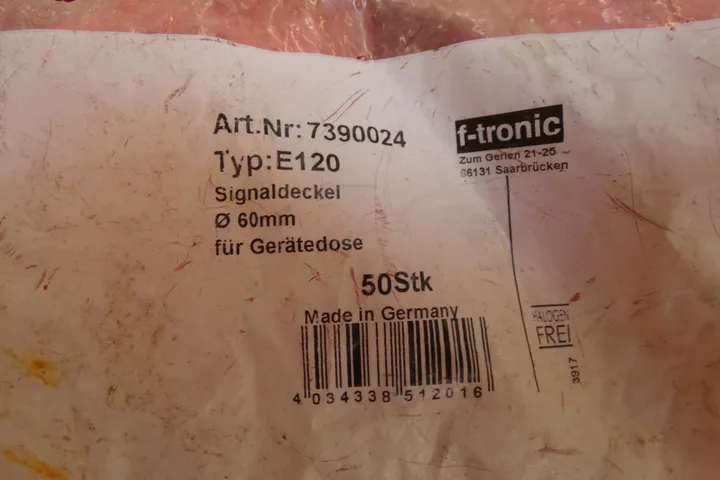 Art.Nr: 7390024
Typ: E120
Signaldeckel
Ø 60mm
für Gerätedose
50Stk
Made in Germany
4 034338 512016
f-tronic
Zum Gerlen 21-25
66131 Saarbrücken
HALOGEN
FREI
3917